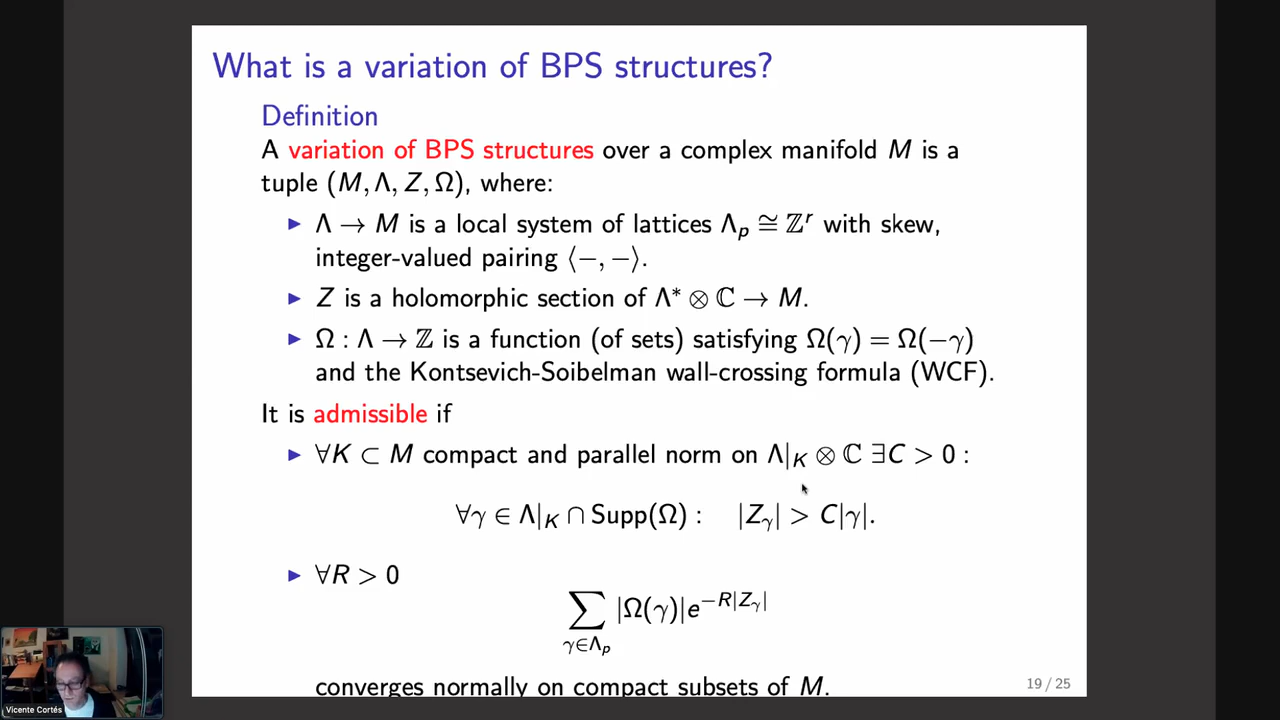 What is a variation of BPS structures?
Definition
A variation of BPS structures over a complex manifold M is a
tuple (M, Λ, Z, Ω), where:
▶ Λ → M is a local system of lattices Λ_p ≅ ℤ^r with skew,
integer-valued pairing ⟨−, −⟩.
▶ Z is a holomorphic section of Λ* ⊗ ℂ → M.
▶ Ω : Λ → ℤ is a function (of sets) satisfying Ω(γ) = Ω(−γ)
and the Kontsevich-Soibelman wall-crossing formula (WCF).
It is admissible if
▶ ∀K ⊂ M compact and parallel norm on Λ|_K ⊗ ℂ ∃C > 0 :
∀γ ∈ Λ|_K ∩ Supp(Ω) : |Z_γ| > C|γ|.
▶ ∀R > 0
∑_{γ∈Λ_p} |Ω(γ)|e^{−R|Z_γ|}
converges normally on compact subsets of M.
19 / 25
Vicente Cortés